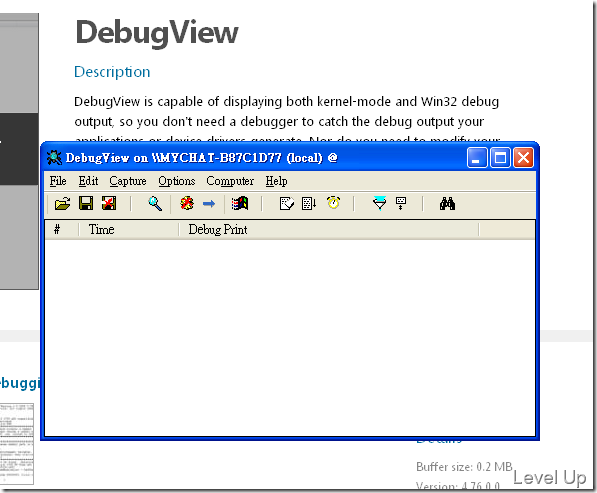 DebugView
Description
DebugView is capable of displaying both kernel-mode and Win32 debug
output, so you don't need a debugger to catch the debug output your
applications or device drivers generate. Nor do you need to modify your
DebugView on \\MYCHAT-B87C1D77 (local) @
File Edit Capture Options Computer Help
# Time Debug Print
ebuggi
Details
Buffer size: 0.2 MB
Version: 4.76.0.0
Level Up